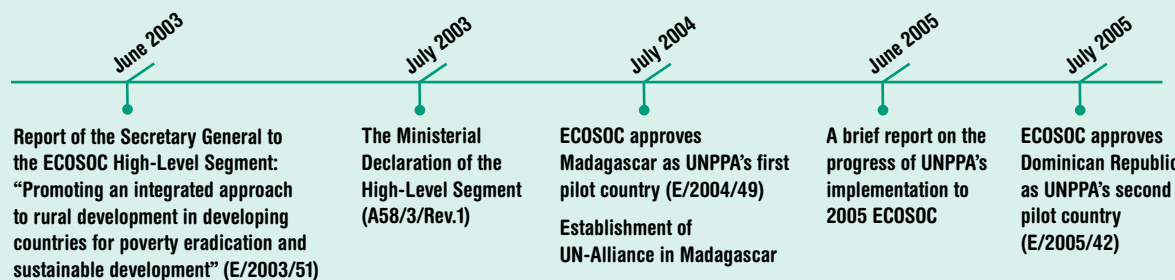 June 2003
Report of the Secretary General to
the ECOSOC High-Level Segment:
“Promoting an integrated approach
to rural development in developing
countries for poverty eradication and
sustainable development” (E/2003/51)
July 2003
The Ministerial
Declaration of the
High-Level Segment
(A58/3/Rev.1)
July 2004
ECOSOC approves
Madagascar as UNPPA’s first
pilot country (E/2004/49)
Establishment of
UN-Alliance in Madagascar
June 2005
A brief report on the
progress of UNPPA’s
implementation to
2005 ECOSOC
July 2005
ECOSOC approves
Dominican Republic
as UNPPA’s second
pilot country
(E/2005/42)